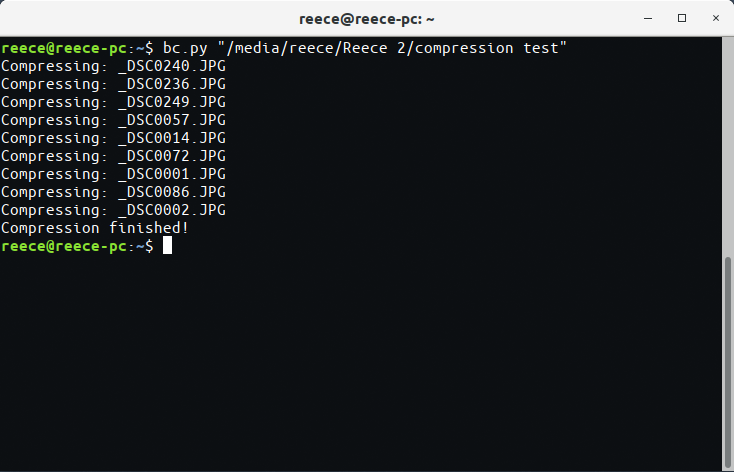 reece@reece-pc: ~
reece@reece-pc:~$ bc.py "/media/reece/Reece 2/compression test"
Compressing: _DSC0240.JPG
Compressing: _DSC0236.JPG
Compressing: _DSC0249.JPG
Compressing: _DSC0057.JPG
Compressing: _DSC0014.JPG
Compressing: _DSC0072.JPG
Compressing: _DSC0001.JPG
Compressing: _DSC0086.JPG
Compressing: _DSC0002.JPG
Compression finished!
reece@reece-pc:~$